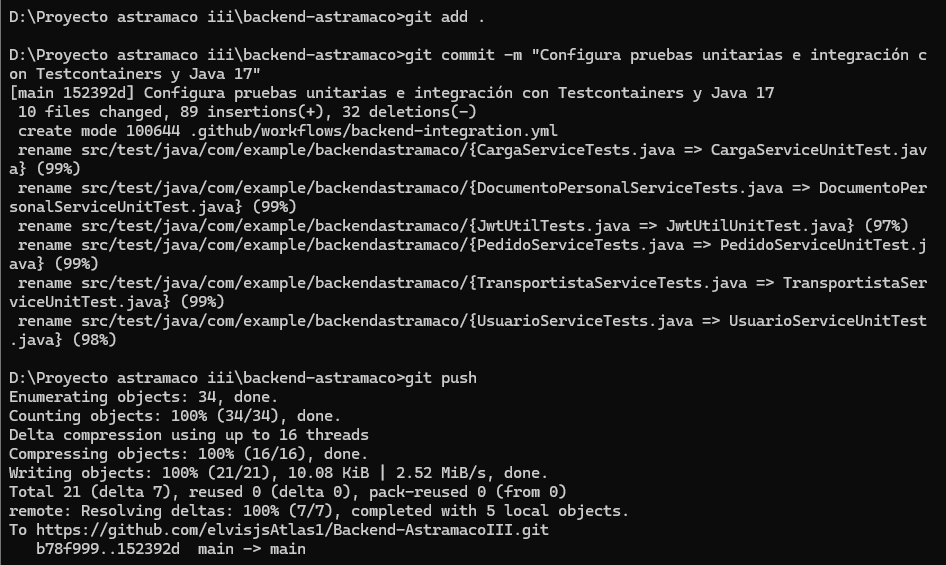 D:\Proyecto astramaco iii\backend-astramaco>git add .
D:\Proyecto astramaco iii\backend-astramaco>git commit -m "Configura pruebas unitarias e integración c
on Testcontainers y Java 17"
[main 152392d] Configura pruebas unitarias e integración con Testcontainers y Java 17
 10 files changed, 89 insertions(+), 32 deletions(-)
 create mode 100644 .github/workflows/backend-integration.yml
 rename src/test/java/com/example/backendastramaco/{CargaServiceTests.java => CargaServiceUnitTest.jav
a} (99%)
 rename src/test/java/com/example/backendastramaco/{DocumentoPersonalServiceTests.java => DocumentoPer
sonalServiceUnitTest.java} (99%)
 rename src/test/java/com/example/backendastramaco/{JwtUtilTests.java => JwtUtilUnitTest.java} (97%)
 rename src/test/java/com/example/backendastramaco/{PedidoServiceTests.java => PedidoServiceUnitTest.j
ava} (99%)
 rename src/test/java/com/example/backendastramaco/{TransportistaServiceTests.java => TransportistaSer
viceUnitTest.java} (99%)
 rename src/test/java/com/example/backendastramaco/{UsuarioServiceTests.java => UsuarioServiceUnitTest
.java} (98%)
D:\Proyecto astramaco iii\backend-astramaco>git push
Enumerating objects: 34, done.
Counting objects: 100% (34/34), done.
Delta compression using up to 16 threads
Compressing objects: 100% (16/16), done.
Writing objects: 100% (21/21), 10.08 KiB | 2.52 MiB/s, done.
Total 21 (delta 7), reused 0 (delta 0), pack-reused 0 (from 0)
remote: Resolving deltas: 100% (7/7), completed with 5 local objects.
To https://github.com/elvisjsAtlas1/Backend-AstramacoIII.git
   b78f999..152392d  main -> main